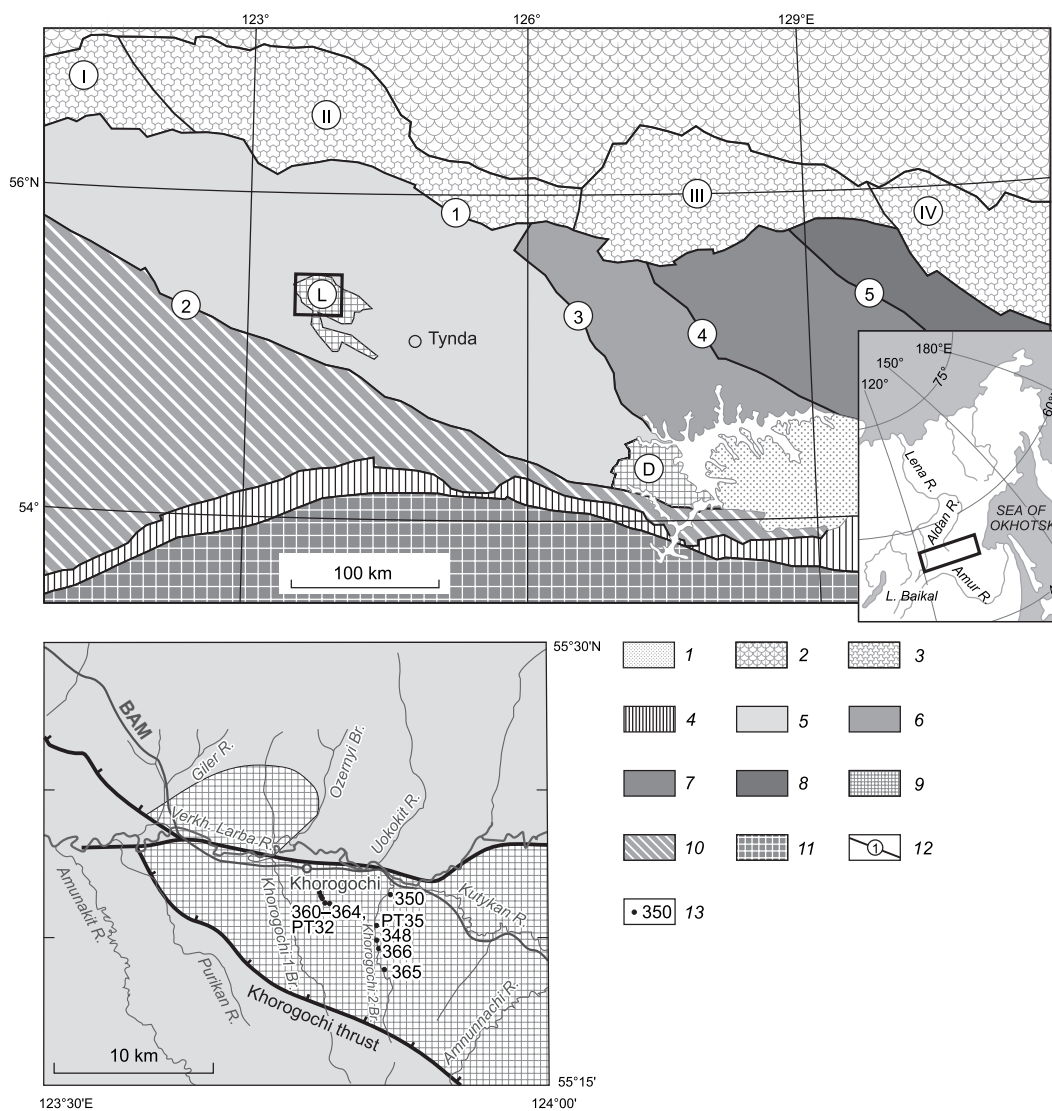 123°
126°
129°E
I
II
III
IV
56°N
1
L
2
3
4
5
Tynda
D
54°
100 km
180°E
150°
120°
75°
60°
Lena R.
Aldan R.
SEA OF
OKHOTSK
Amur R.
L. Baikal
55°30'N
BAM
Giler R.
Ozernyi Br.
Uokokit R.
Verkh. Larba R.
Khorogochi
350
Kutykan R.
360–364,
PT32
PT35
348
366
365
Amunakit R.
Purikan R.
Khorogochi-1 Br.
Khorogochi-2 Br.
Amnunnachi R.
Khorogochi thrust
10 km
55°15'
123°30'E
124°00'
1
2
3
4
5
6
7
8
9
10
11
1
12
350
13